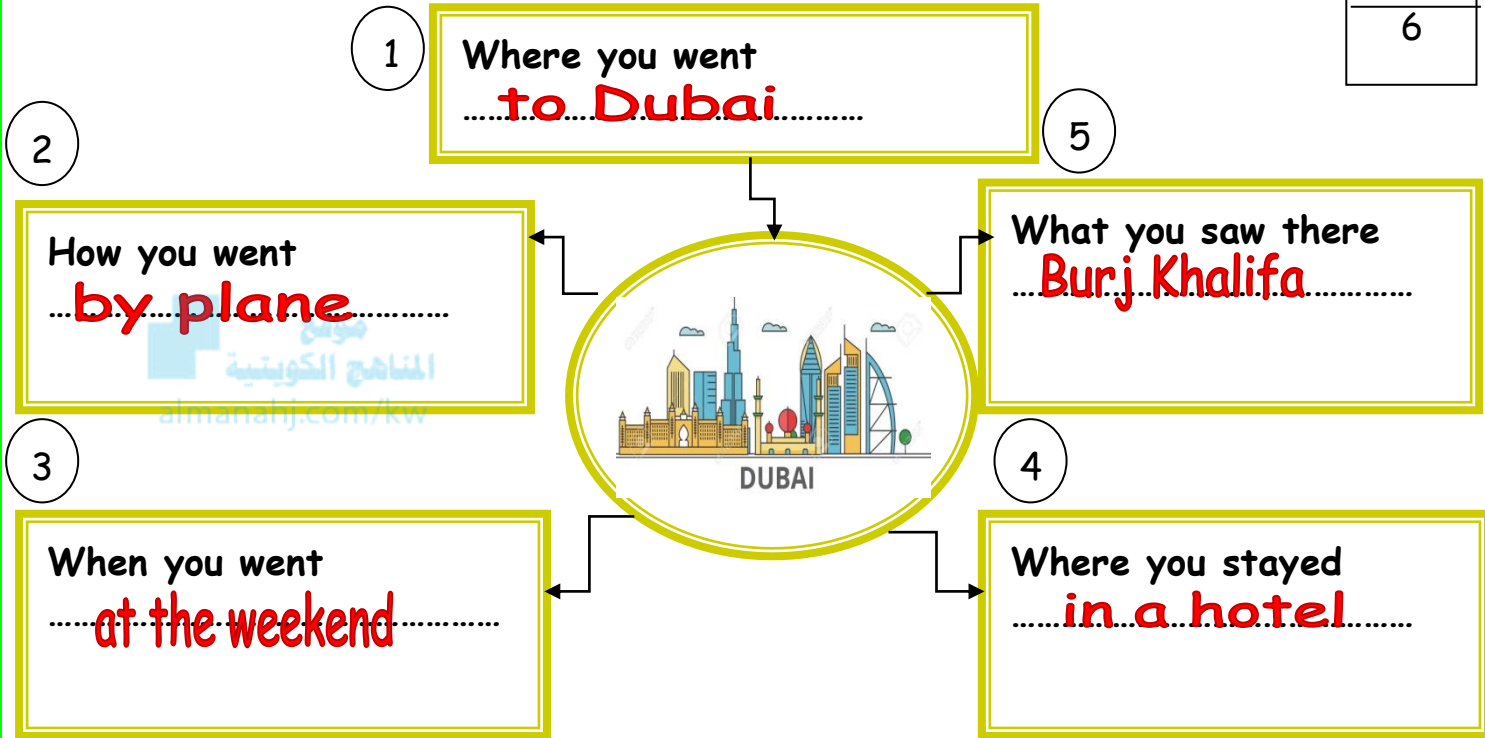 6
1
Where you went
to Dubai
2
How you went
by plane
موقع
المناهج الكويتية
almanahj.com/kw
3
When you went
at the weekend
4
Where you stayed
in a hotel
5
What you saw there
Burj Khalifa
DUBAI